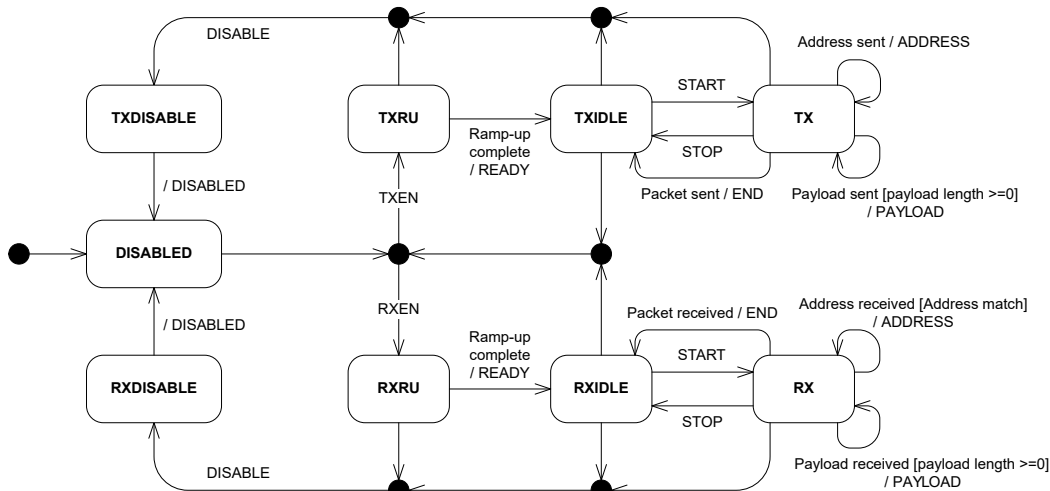 DISABLE
Address sent / ADDRESS
TXDISABLE
TXRU
TXIDLE
TX
START
STOP
Ramp-up
complete
/ READY
/ DISABLED
TXEN
Packet sent / END
Payload sent [payload length >=0]
/ PAYLOAD
DISABLED
RXEN
/ DISABLED
Ramp-up
complete
/ READY
Packet received / END
Address received [Address match]
/ ADDRESS
START
RXDISABLE
RXRU
RXIDLE
RX
STOP
DISABLE
Payload received [payload length >=0]
/ PAYLOAD